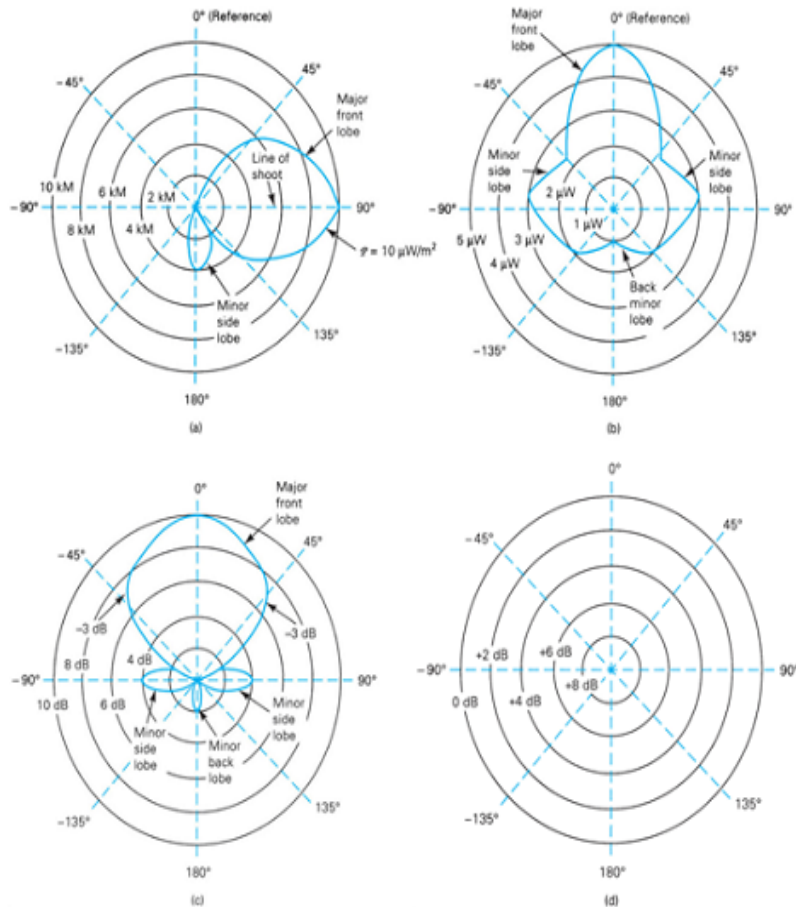 0° (Reference)
-45°
45°
Major
front
lobe
Line of
shoot
10 kM
6 kM
2 kM
-90°
90°
8 kM
4 kM
𝒫 = 10 µW/m²
Minor
side
lobe
-135°
135°
180°
(a)
Major
front
lobe
0° (Reference)
-45°
45°
Minor
side
lobe
Minor
side
lobe
2 µW
-90°
90°
1 µW
5 µW
3 µW
4 µW
Back
minor
lobe
-135°
135°
180°
(b)
0°
Major
front
lobe
-45°
45°
-3 dB
-3 dB
8 dB
4 dB
-90°
90°
10 dB
6 dB
Minor
side
lobe
Minor
back
lobe
Minor
side
lobe
-135°
135°
180°
(c)
0°
-45°
45°
+2 dB
+6 dB
-90°
90°
0 dB
+4 dB
+8 dB
-135°
135°
180°
(d)